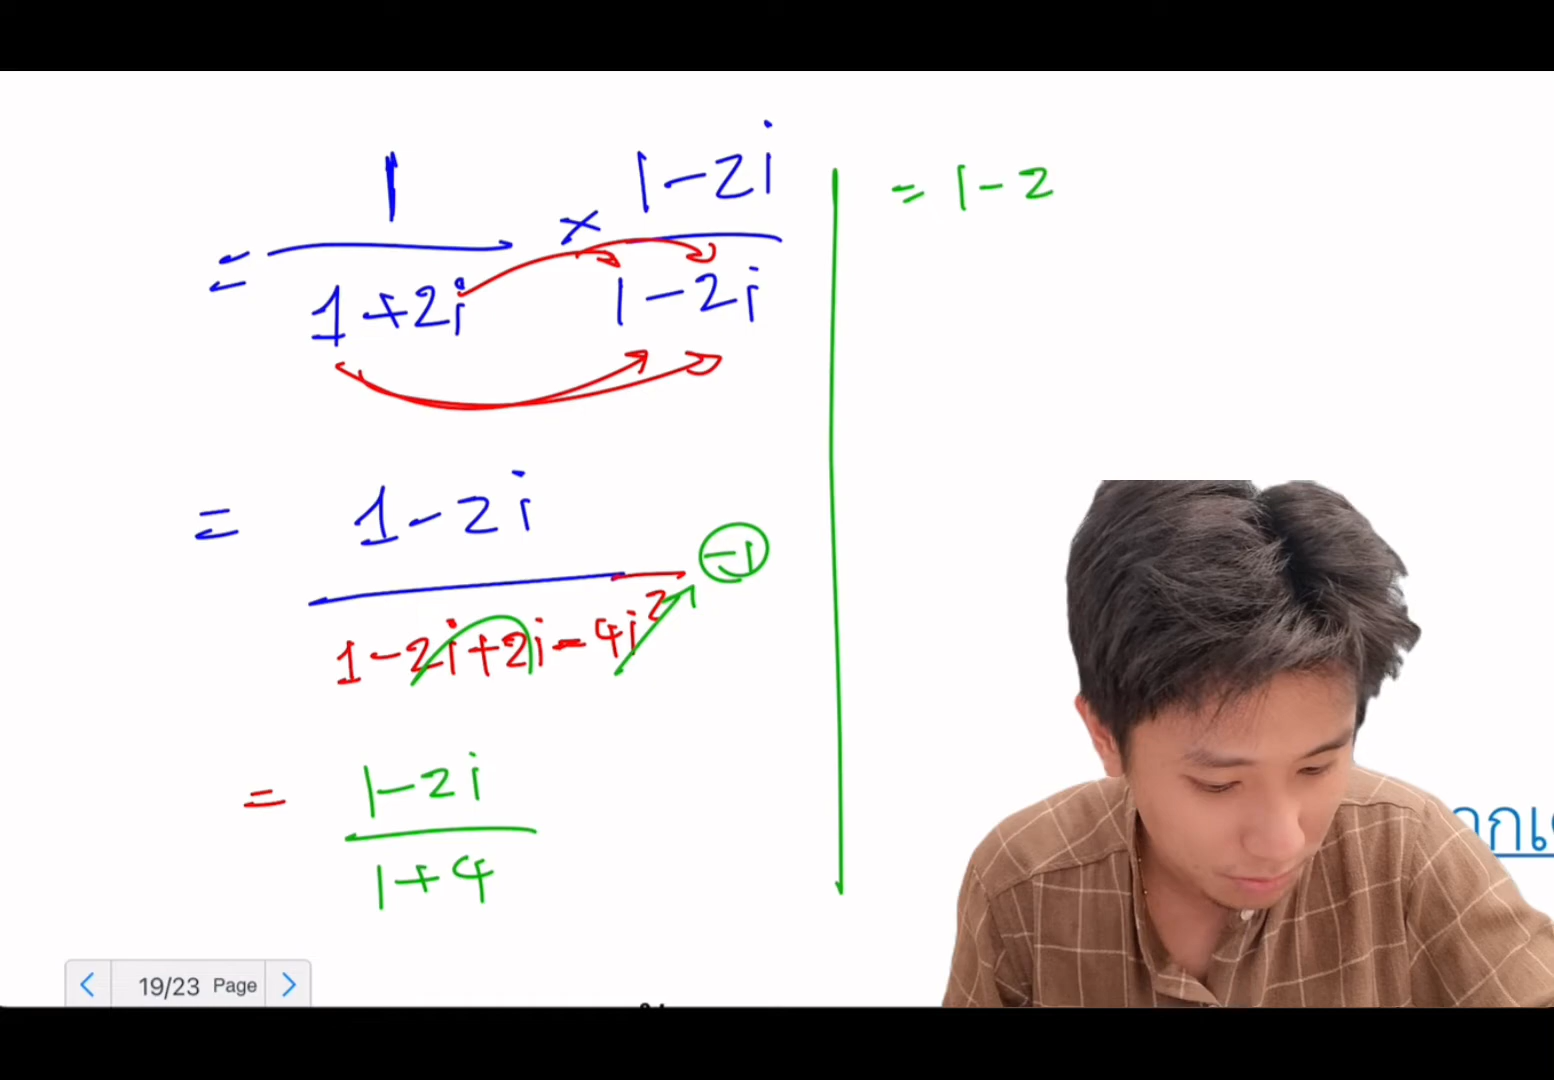 1 × 1-2i
= 1+2i 1-2i
= 1-2i
1-2i+2i-4i² -1
= 1-2i
1+4
= 1-2
19/23 Page